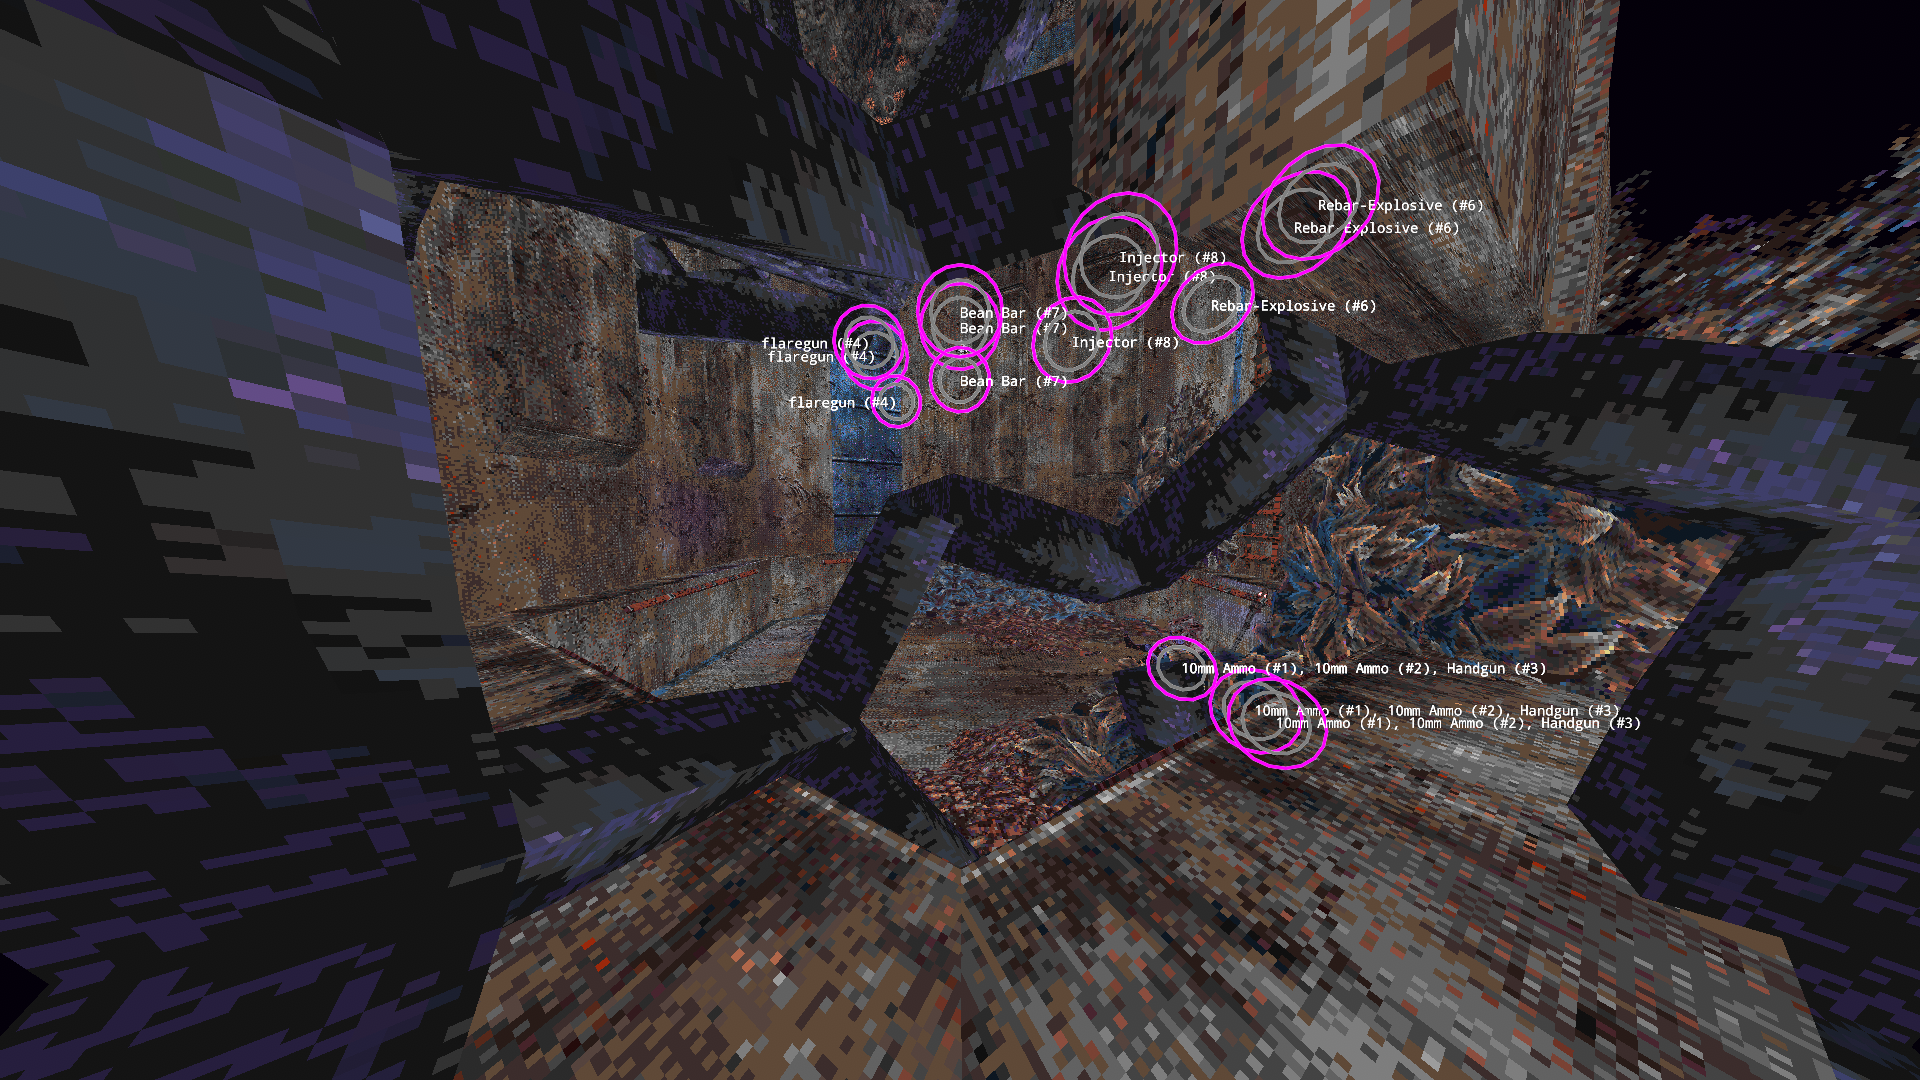 Rebar-Explosive (#6)
Rebar-Explosive (#6)
Injector (#8)
Injector (#8)
Rebar-Explosive (#6)
Bean Bar (#7)
Bean Bar (#7)
flaregun (#4)
Injector (#8)
flaregun (#4)
Bean Bar (#7)
flaregun (#4)
10mm Ammo (#1), 10mm Ammo (#2), Handgun (#3)
10mm Ammo (#1), 10mm Ammo (#2), Handgun (#3)
10mm Ammo (#1), 10mm Ammo (#2), Handgun (#3)